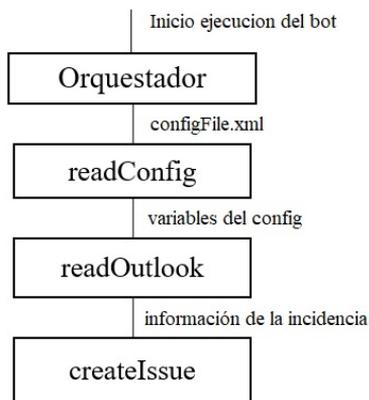 Inicio ejecucion del bot
Orquestador
configFile.xml
readConfig
variables del config
readOutlook
información de la incidencia
createIssue